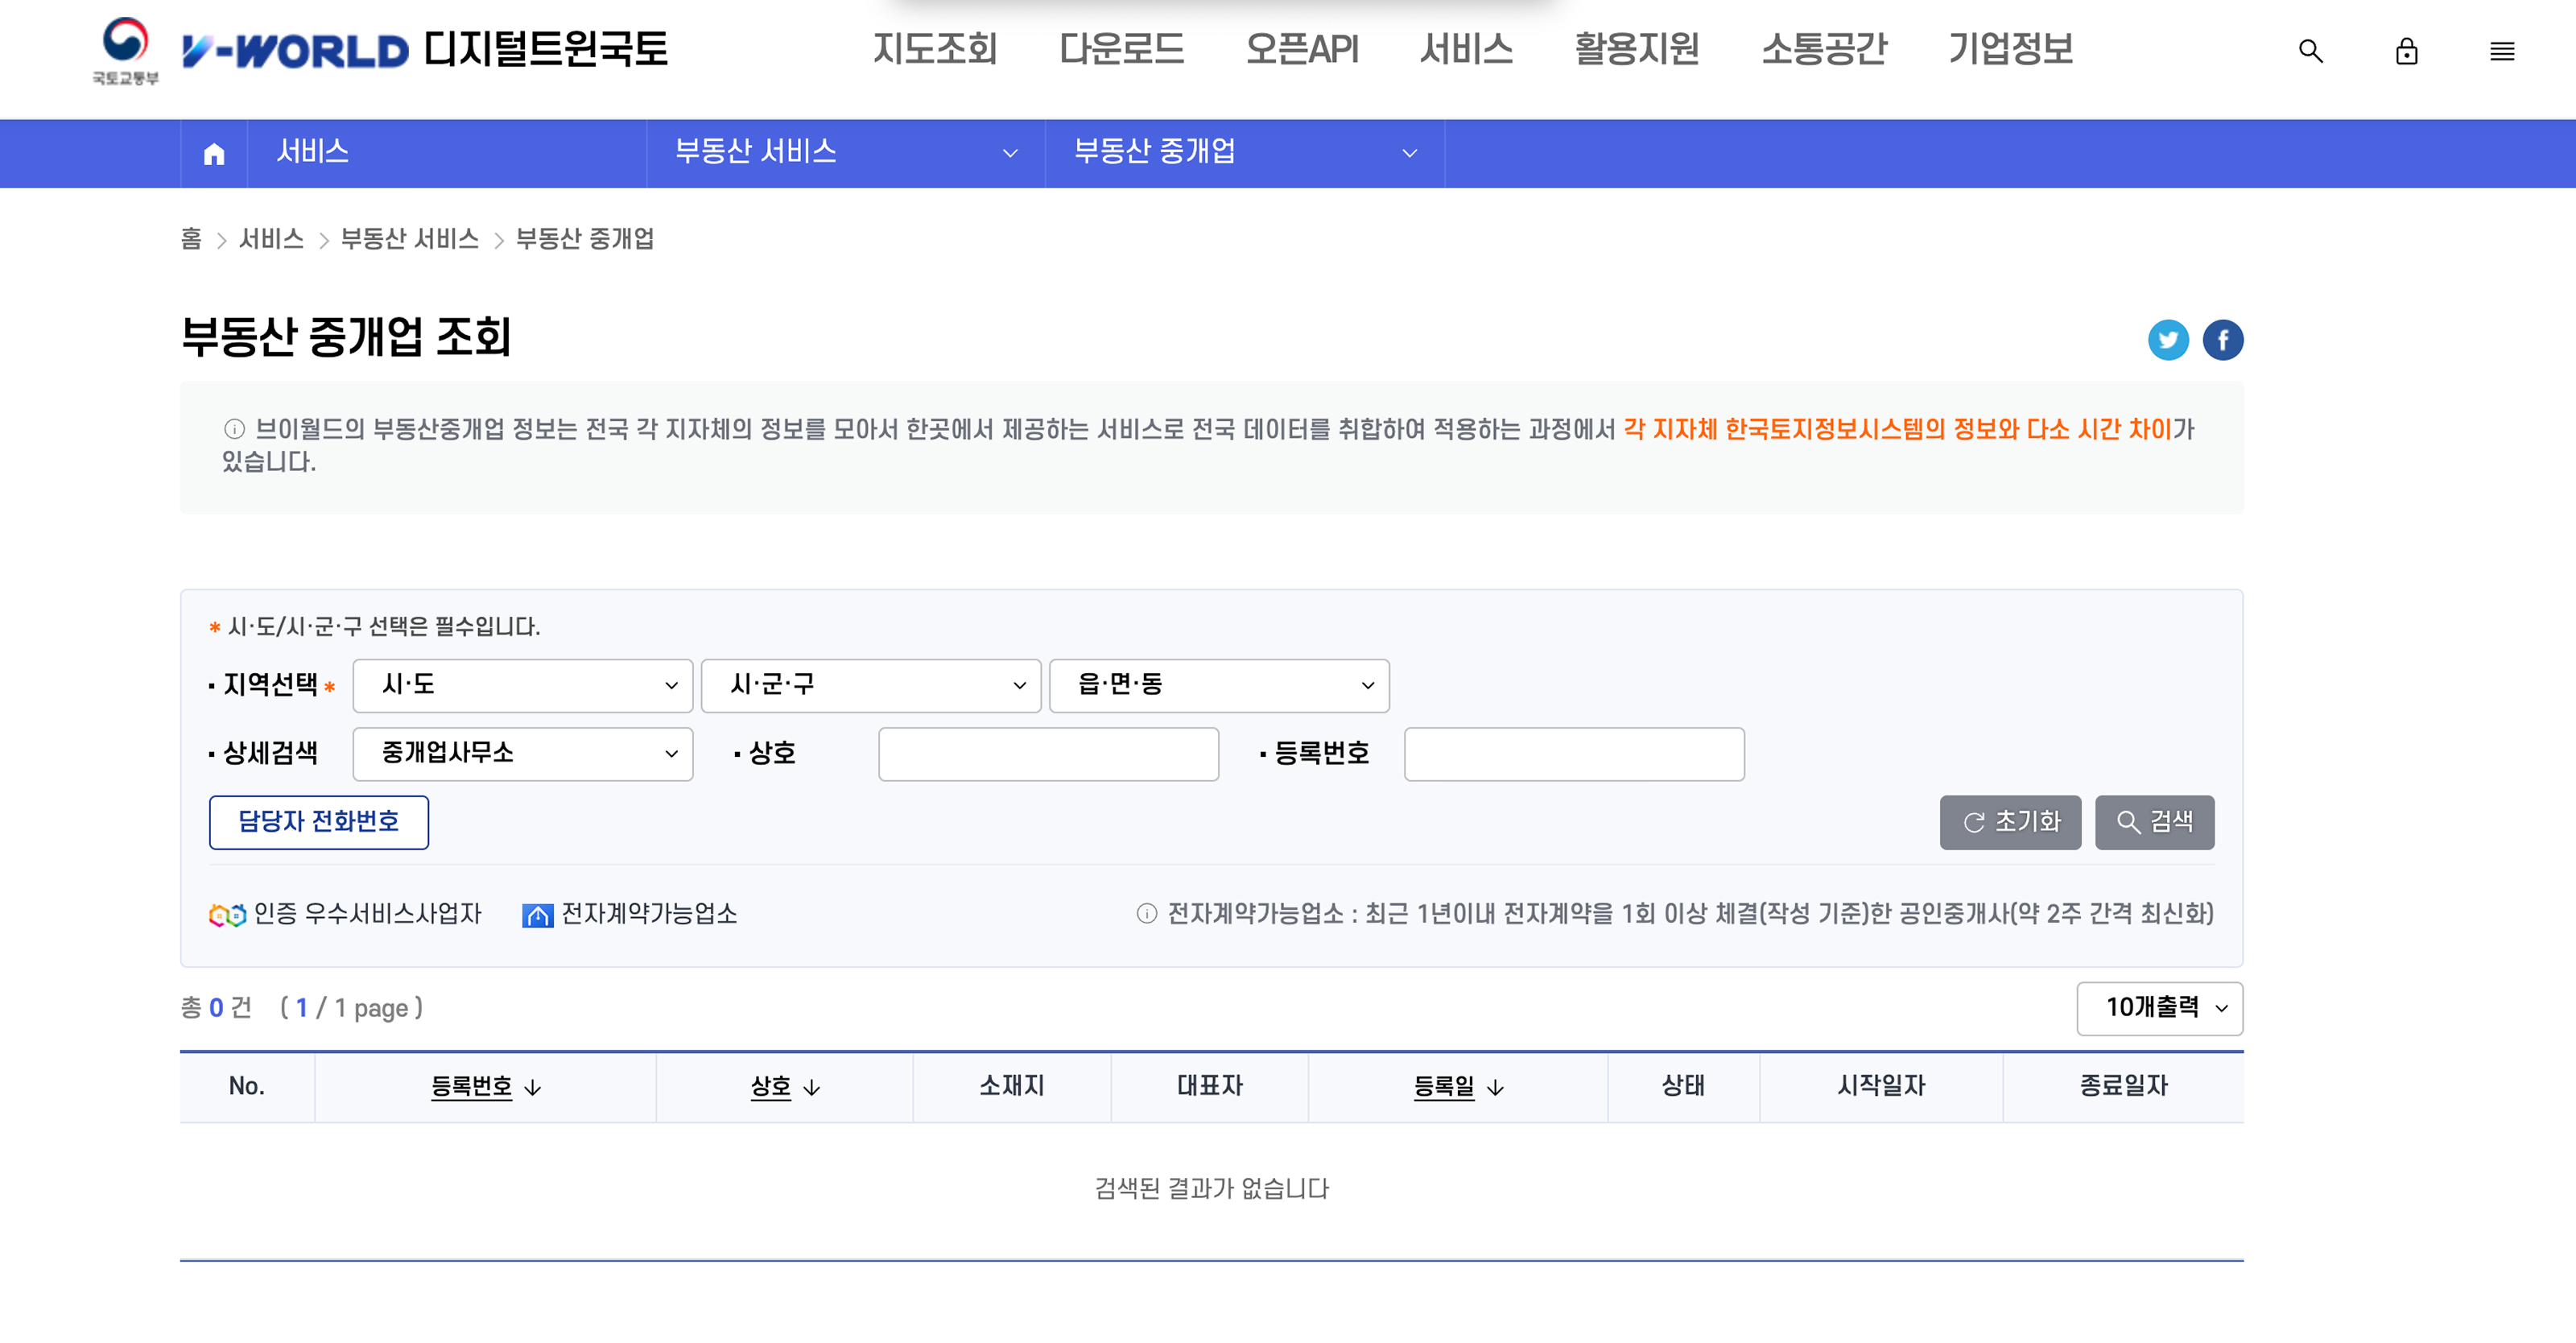 국토교통부
V-WORLD 디지털트윈국토
지도조회 다운로드 오픈API 서비스 활용지원 소통공간 기업정보
서비스 부동산 서비스 부동산 중개업
홈 > 서비스 > 부동산 서비스 > 부동산 중개업
부동산 중개업 조회
브이월드의 부동산중개업 정보는 전국 각 지자체의 정보를 모아서 한곳에서 제공하는 서비스로 전국 데이터를 취합하여 적용하는 과정에서 각 지자체 한국토지정보시스템의 정보와 다소 시간 차이가
있습니다.
* 시·도/시·군·구 선택은 필수입니다.
· 지역선택 * 시·도 시·군·구 읍·면·동
· 상세검색 중개업사무소 · 상호 · 등록번호
담당자 전화번호 초기화 검색
인증 우수서비스사업자 전자계약가능업소 전자계약가능업소 : 최근 1년이내 전자계약을 1회 이상 체결(작성 기준)한 공인중개사(약 2주 간격 최신화)
총 0 건 ( 1 / 1 page ) 10개출력
No. 등록번호 ↓ 상호 ↓ 소재지 대표자 등록일 ↓ 상태 시작일자 종료일자
검색된 결과가 없습니다